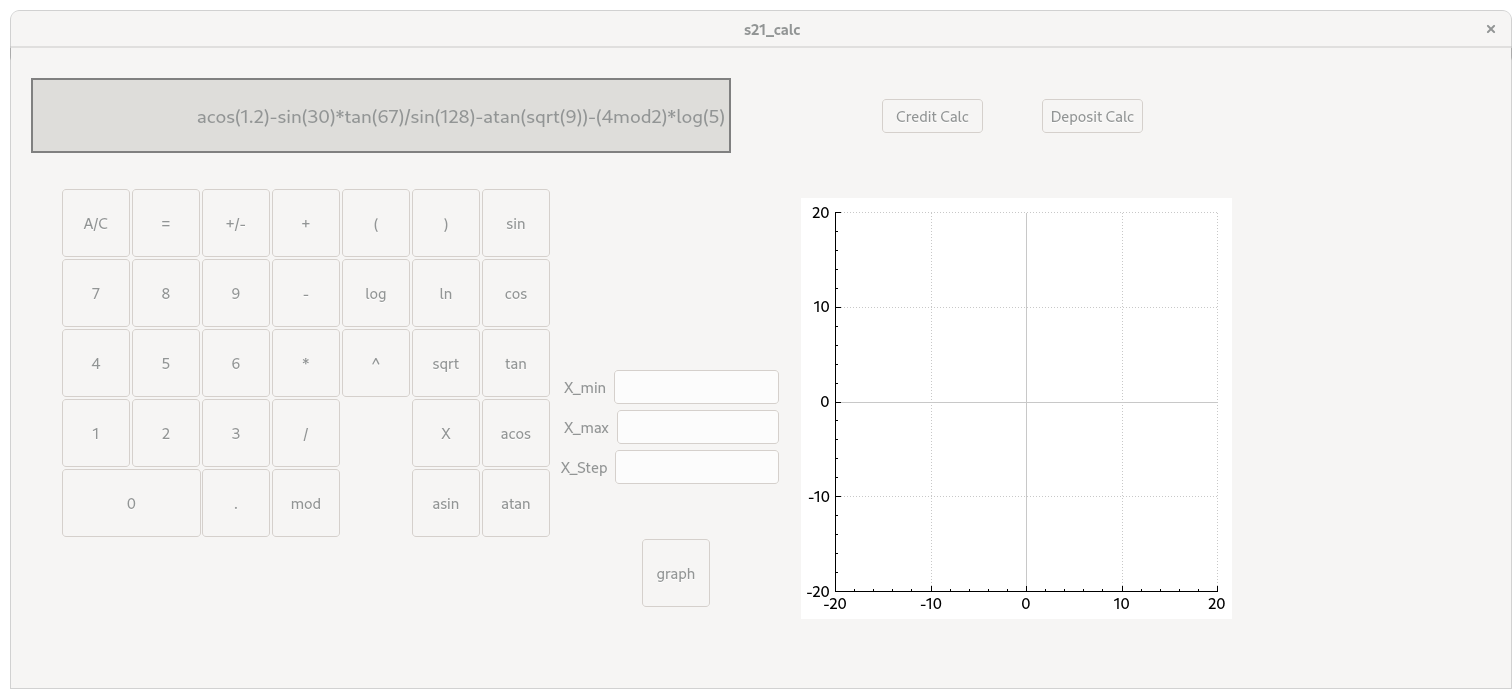 s21_calc ×
acos(1.2)-sin(30)*tan(67)/sin(128)-atan(sqrt(9))-(4mod2)*log(5)
Credit Calc Deposit Calc
A/C = +/- + ( ) sin
7 8 9 - log ln cos
4 5 6 * ^ sqrt tan
1 2 3 / X acos
0 . mod asin atan
X_min
X_max
X_Step
graph
20
10
0
-10
-20
-20 -10 0 10 20